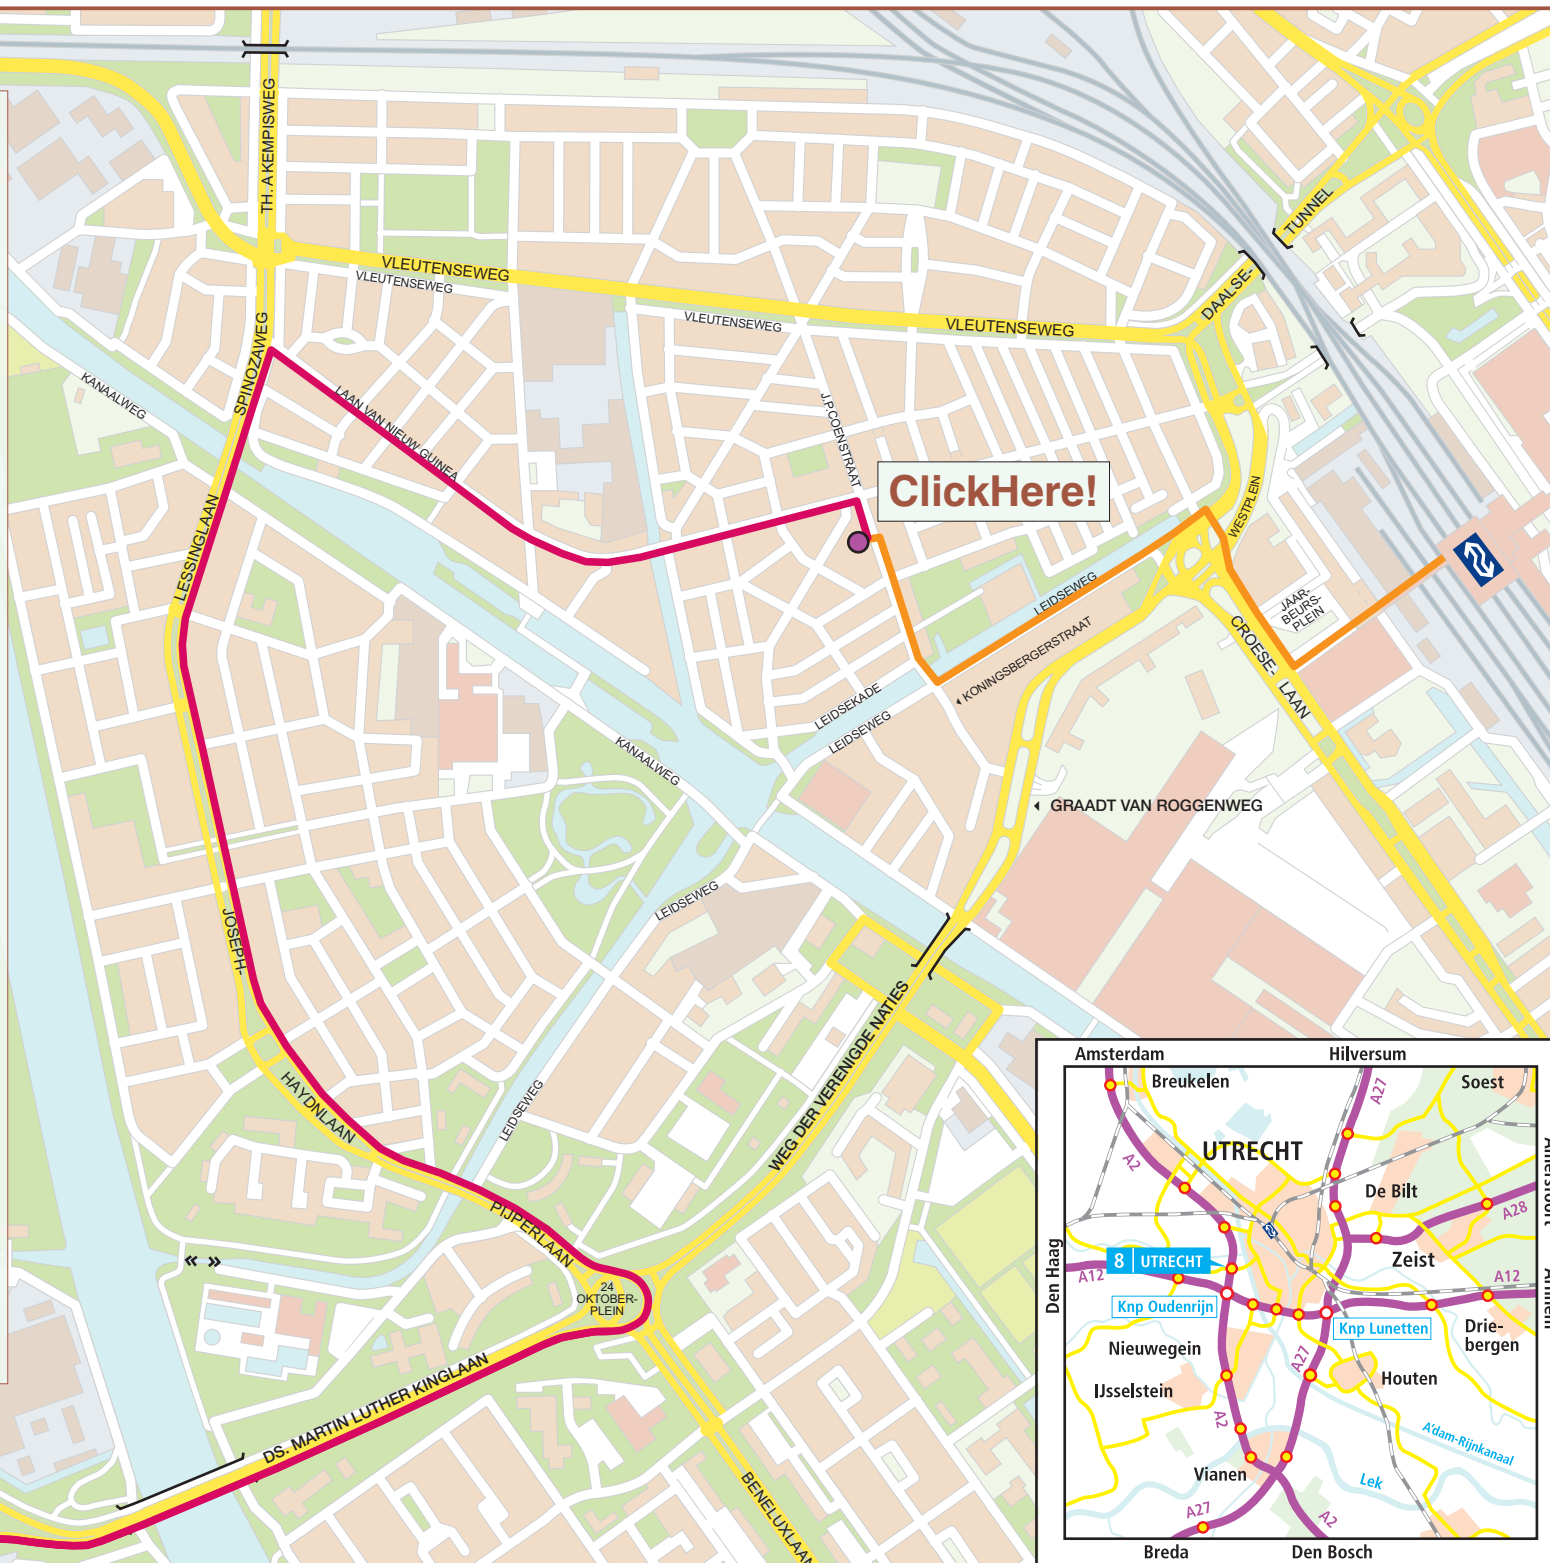 TH. A KEMPISWEG
TUNNEL
DAALSE-
VLEUTENSEWEG
VLEUTENSEWEG
VLEUTENSEWEG
VLEUTENSEWEG
SPINOZAWEG
KANAALWEG
LAAN VAN NIEUW GUINEA
J.P.COENSTRAAT
ClickHere!
WESTPLEIN
LESSINGLAAN
LEIDSEWEG
JAAR-
BEURS-
PLEIN
KONINGSBERGERSTRAAT
CROESE-
LAAN
LEIDSEKADE
LEIDSEWEG
KANAALWEG
GRAADT VAN ROGGENWEG
LEIDSEWEG
JOSEPH-
HAYDNLAAN
WEG DER VERENIGDE NATIES
LEIDSEWEG
PIJPERLAAN
24
OKTOBER-
PLEIN
DS. MARTIN LUTHER KINGLAAN
BENELUXLAAN
Amsterdam
Hilversum
Breukelen
A27
Soest
UTRECHT
A2
De Bilt
A28
Zeist
Den Haag
8 UTRECHT
A12
A12
Knp Oudenrijn
Knp Lunetten
Drie-
bergen
Nieuwegein
A27
Houten
IJsselstein
A2
A'dam-Rijnkanaal
Vianen
Lek
A27
A2
Breda
Den Bosch